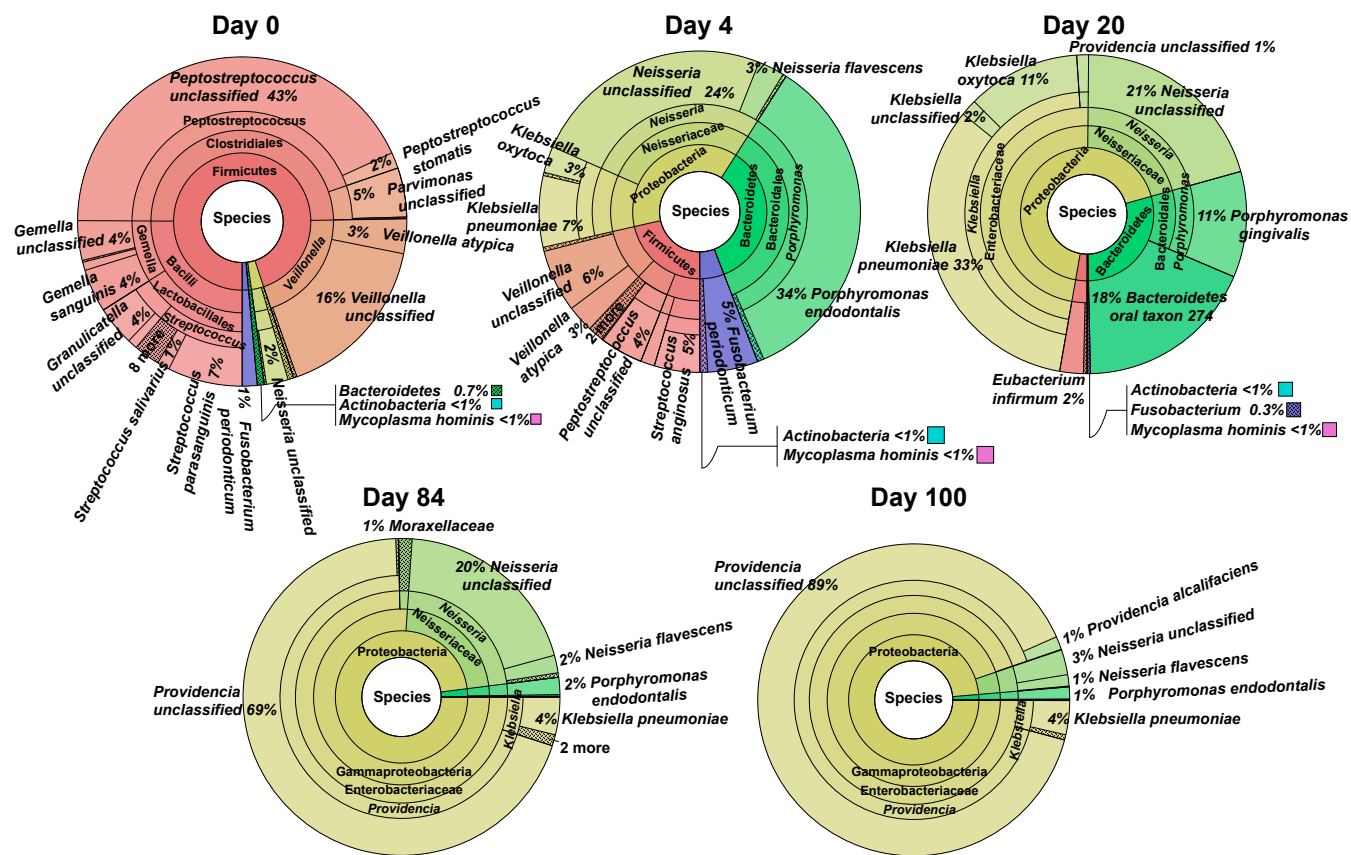 Day 0
Peptostreptococcus
unclassified 43%
Peptostreptococcus
Clostridiales
Firmicutes
Species
2%
Peptostreptococcus
stomatis
5%
Parvimonas
unclassified
3%
Veillonella atypica
Veillonella
16% Veillonella
unclassified
Gemella
unclassified 4%
Gemella
Bacilli
Gemella
sanguinis 4%
Lactobacillales
Granulicatella
unclassified
4%
Streptococcus
8 more
1%
Streptococcus salivarius
7%
Streptococcus
parasanguinis
1% Fusobacterium
periodonticum
2%
Neisseria unclassified
Bacteroidetes 0.7%
Actinobacteria <1%
Mycoplasma hominis <1%
Day 4
Neisseria
unclassified 24%
3% Neisseria flavescens
Neisseria
Neisseriaceae
Proteobacteria
Klebsiella
oxytoca
3%
Klebsiella
pneumoniae 7%
Species
Bacteroidetes
Bacteroidales
Porphyromonas
34% Porphyromonas
endodontalis
Firmicutes
Veillonella
unclassified
6%
Veillonella
atypica
3%
2 more
Peptostreptococcus
unclassified
4%
Streptococcus
anginosus
5%
5% Fusobacterium
periodonticum
Actinobacteria <1%
Mycoplasma hominis <1%
Day 20
Providencia unclassified 1%
Klebsiella
oxytoca 11%
Klebsiella
unclassified 2%
21% Neisseria
unclassified
Neisseria
Neisseriaceae
Proteobacteria
Enterobacteriaceae
Klebsiella
Species
Klebsiella
pneumoniae 33%
Bacteroidetes
Bacteroidales
Porphyromonas
11% Porphyromonas
gingivalis
18% Bacteroidetes
oral taxon 274
Eubacterium
infirmum 2%
Actinobacteria <1%
Fusobacterium 0.3%
Mycoplasma hominis <1%
Day 84
1% Moraxellaceae
20% Neisseria
unclassified
Neisseria
Neisseriaceae
Proteobacteria
Species
2% Neisseria flavescens
2% Porphyromonas
endodontalis
Providencia
unclassified 69%
Klebsiella
4%
Klebsiella pneumoniae
2 more
Gammaproteobacteria
Enterobacteriaceae
Providencia
Day 100
Providencia
unclassified 89%
Proteobacteria
Species
1% Providencia alcalifaciens
3% Neisseria unclassified
1% Neisseria flavescens
1% Porphyromonas endodontalis
Klebsiella
4%
Klebsiella pneumoniae
Gammaproteobacteria
Enterobacteriaceae
Providencia